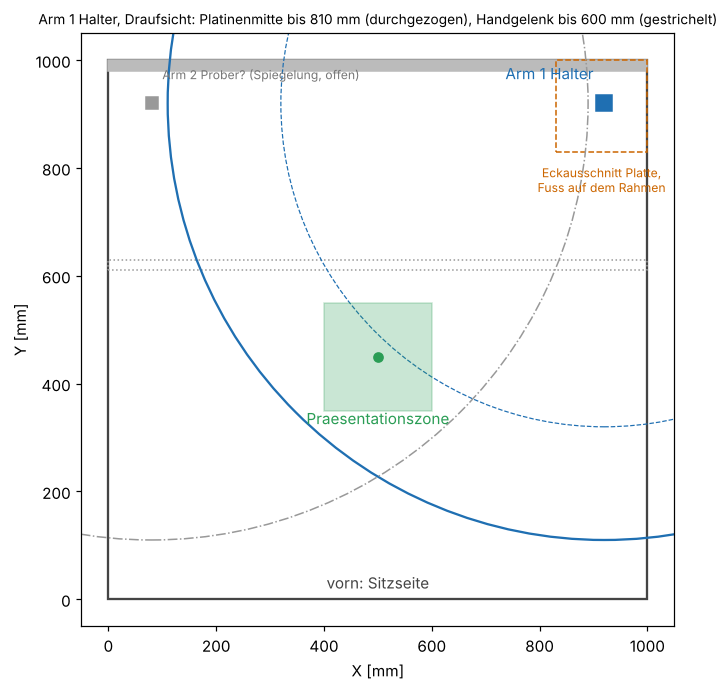 Arm 1 Halter, Draufsicht: Platinenmitte bis 810 mm (durchgezogen), Handgelenk bis 600 mm (gestrichelt)
1000
Arm 2 Prober? (Spiegelung, offen)
Arm 1 Halter
800
Eckausschnitt Platte,
Fuss auf dem Rahmen
600
Y [mm]
400
Praesentationszone
200
vorn: Sitzseite
0
0 200 400 600 800 1000
X [mm]